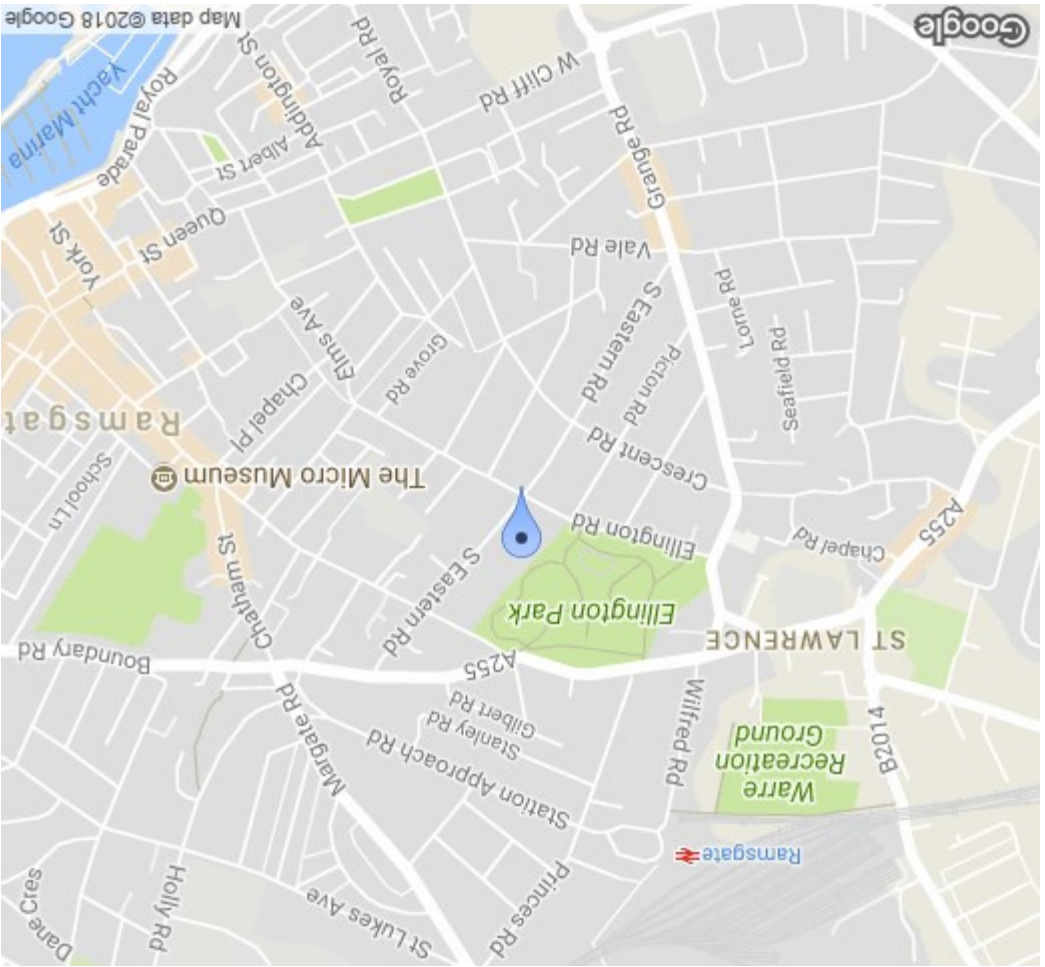 Princes Rd
St Lukes Ave
Holly Rd
Dane Cres
Ramsgate
Warre
Recreation
Ground
B2014
Wilfred Rd
Station Approach Rd
Stanley Rd
Gilbert Rd
Margate Rd
A255
Boundary Rd
ST LAWRENCE
Ellington Park
S Eastern Rd
Chatham St
A255
Chapel Rd
Ellington Rd
School Ln
The Micro Museum
Crescent Rd
Chapel Pl
Ramsgat
Seafield Rd
Picton Rd
Grove Rd
Elms Ave
Lorne Rd
S Eastern Rd
Vale Rd
York St
Queen St
Grange Rd
Albert St
Royal Parade
Yacht Marina
W Cliff Rd
Royal Rd
Addington St
Google
Map data ©2018 Google